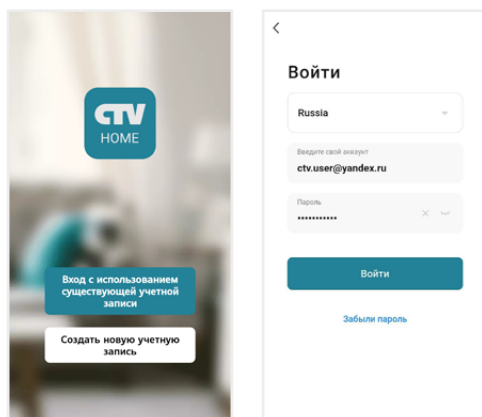 CTV
HOME
Вход с использованием
существующей учетной
записи
Создать новую учетную
запись
Войти
Russia
Введите свой аккаунт
ctv.user@yandex.ru
Пароль
•••••••••••
Войти
Забыли пароль